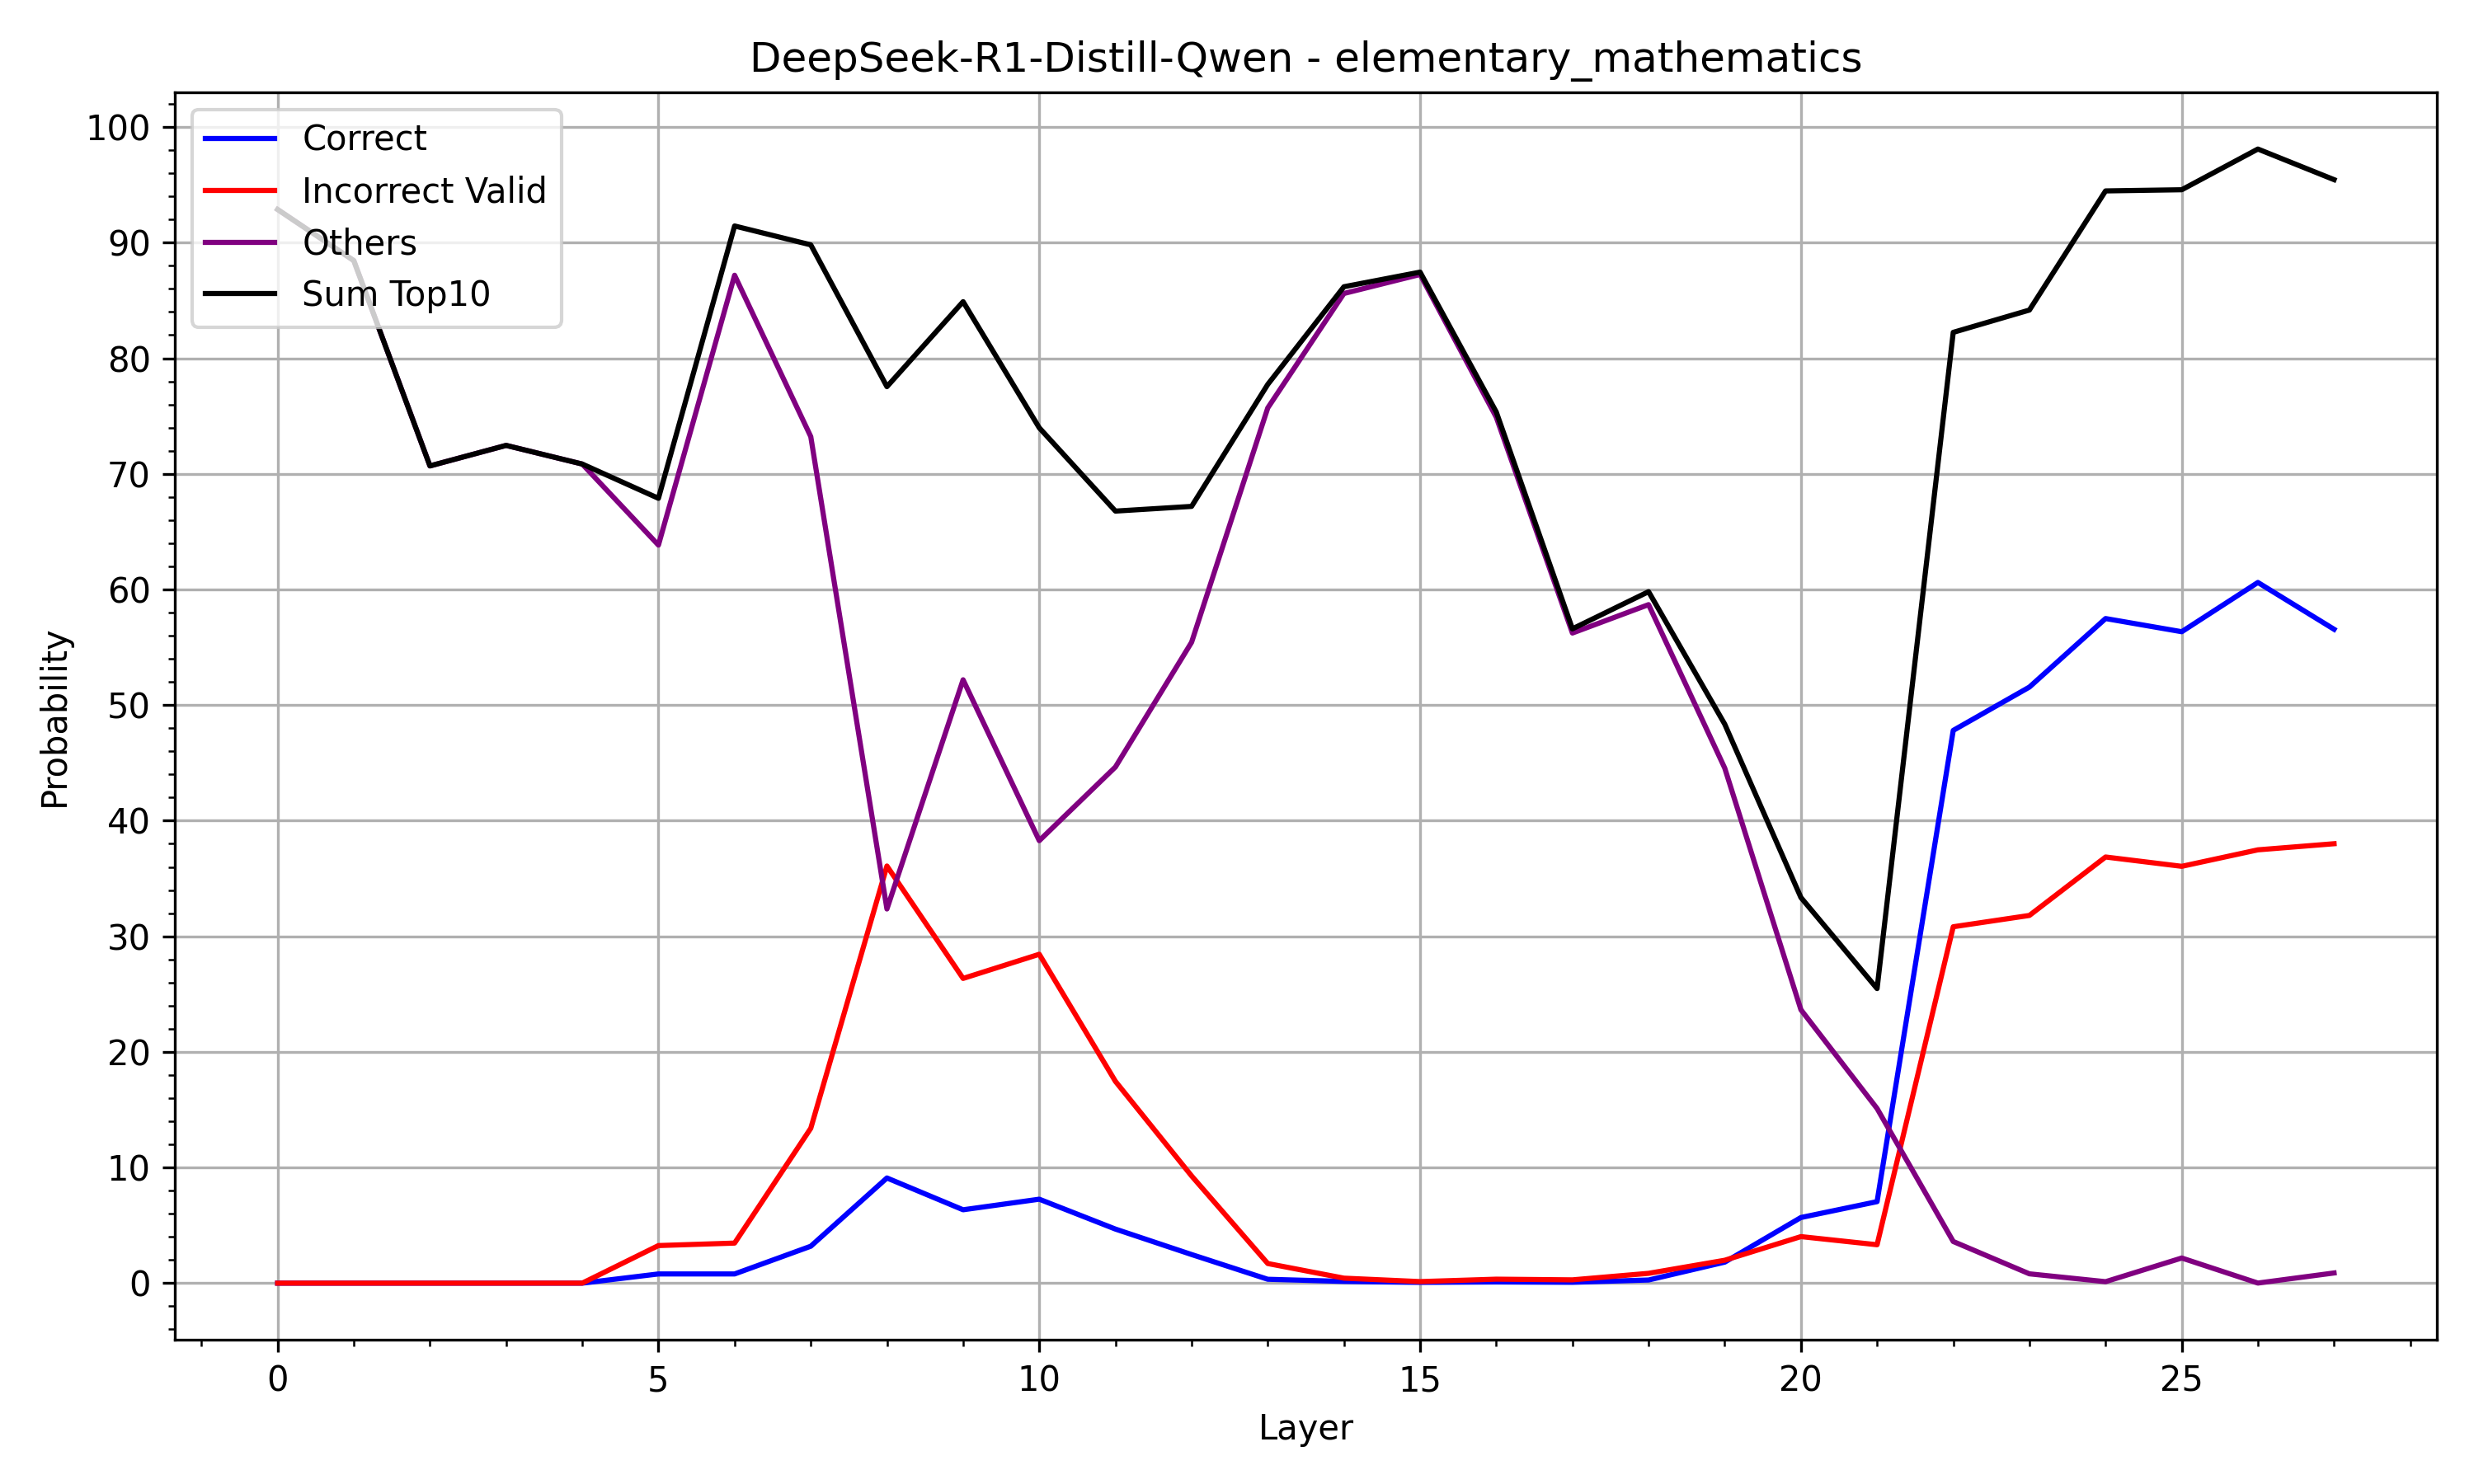 DeepSeek-R1-Distill-Qwen - elementary_mathematics
Correct
Incorrect Valid
Others
Sum Top10
Probability
100
90
80
70
60
50
40
30
20
10
0
0 5 10 15 20 25
Layer